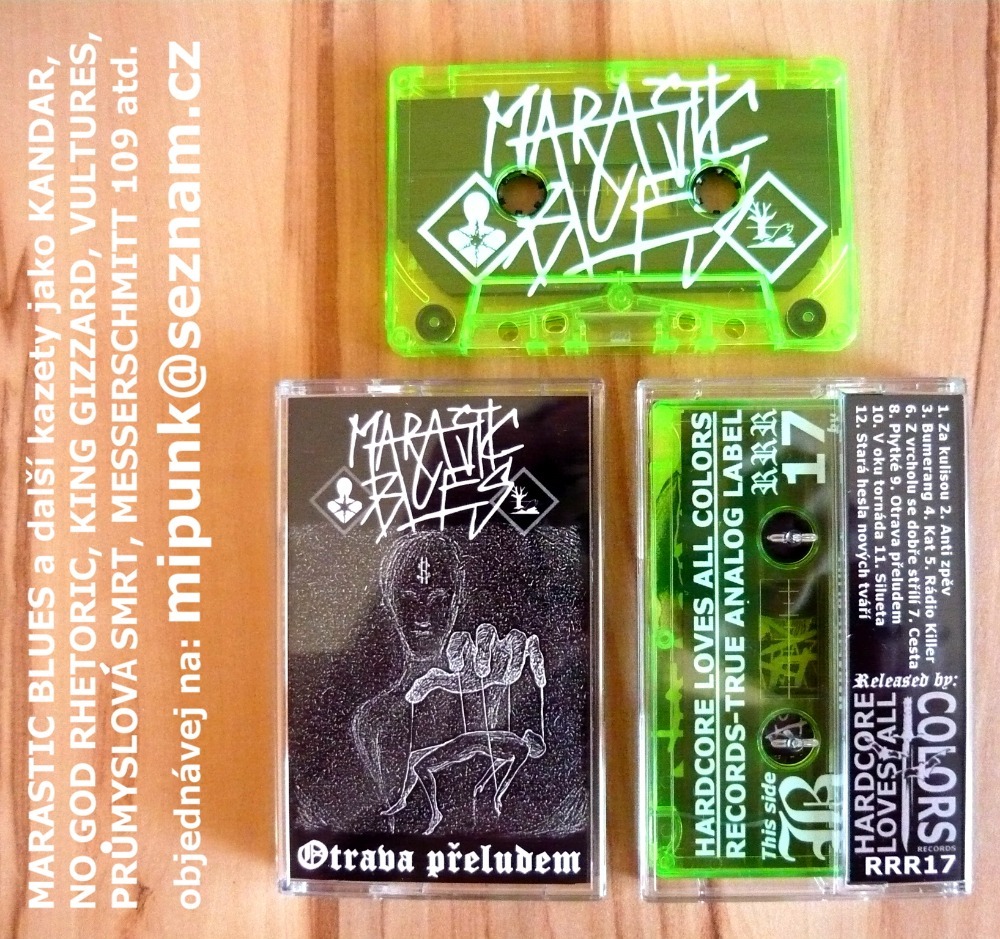 MARASTIC BLUES a další kazety jako KANDAR,
NO GOD RHETORIC, KING GIZZARD, VULTURES,
PRŮMYSLOVÁ SMRT, MESSERSCHMITT 109 atd.
objednávej na: mipunk@seznam.cz
MARASTIC
BLUES
MARASTIC
BLUES
$
Otrava přeludem
HARDCORE LOVES ALL COLORS
RECORDS-TRUE ANALOG LABEL
This side
B
RRR
17
1. Za kulisou 2. Anti zpěv
3. Bumerang 4. Kat 5. Rádio Killer
6. Z vrcholu se dobře střílí 7. Cesta
8. Plytké 9. Otrava přeludem
10. V oku tornáda 11. Silueta
12. Stará hesla nových tváří
Released by:
HARDCORE
LOVES ALL
COLORS
RECORDS
RRR17